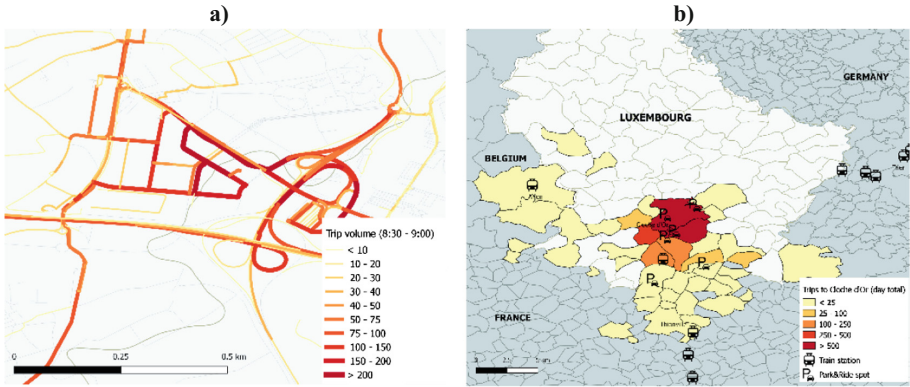 a)
b)
GERMANY
LUXEMBOURG
BELGIUM
FRANCE
Trip volume (8:30 - 9:00)
< 10
10 - 20
20 - 30
30 - 40
40 - 50
50 - 75
75 - 100
100 - 150
150 - 200
> 200
0
0.25
0.5 km
Trips to Cloche d'Or (day total)
< 25
25 - 100
100 - 250
250 - 500
> 500
Train station
Park&Ride spot
0